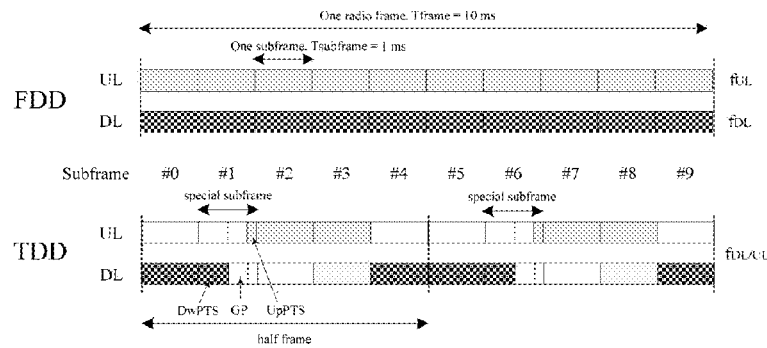 One radio frame. Tframe = 10 ms
One subframe. Tsubframe = 1 ms
FDD
UL
fUL
DL
fDL
Subframe #0 #1 #2 #3 #4 #5 #6 #7 #8 #9
special subframe
special subframe
TDD
UL
fDL/UL
DL
DwPTS GP UpPTS
half frame